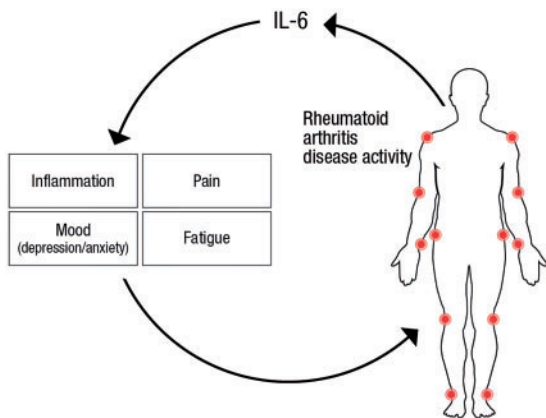 IL-6
Rheumatoid
arthritis
disease activity
Inflammation
Pain
Mood
(depression/anxiety)
Fatigue